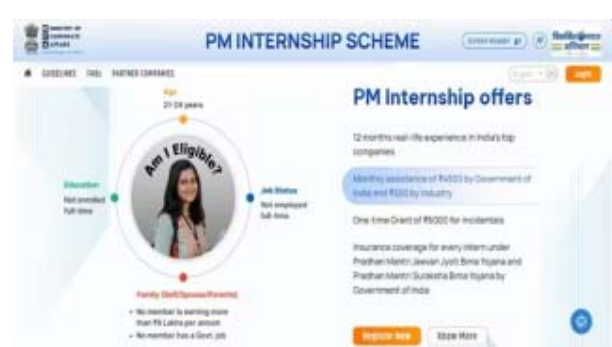 MINISTRY OF
CORPORATE
AFFAIRS
PM INTERNSHIP SCHEME
GUIDELINES FAQs PARTNER COMPANIES
Login
Age
21-24 years
Am I Eligible?
Education
Not enrolled
full-time
Job Status
Not employed
full-time
Family (Self/Spouse/Parents)
• No member is earning more
than ₹8 Lakhs per annum
• No member has a Govt. job
PM Internship offers
12 months real-life experience in India's top
companies
Monthly assistance of ₹4500 by Government of
India and ₹500 by Industry
One-time Grant of ₹6000 for incidentals
Insurance coverage for every intern under
Pradhan Mantri Jeevan Jyoti Bima Yojana and
Pradhan Mantri Suraksha Bima Yojana by
Government of India
Register Now Know More